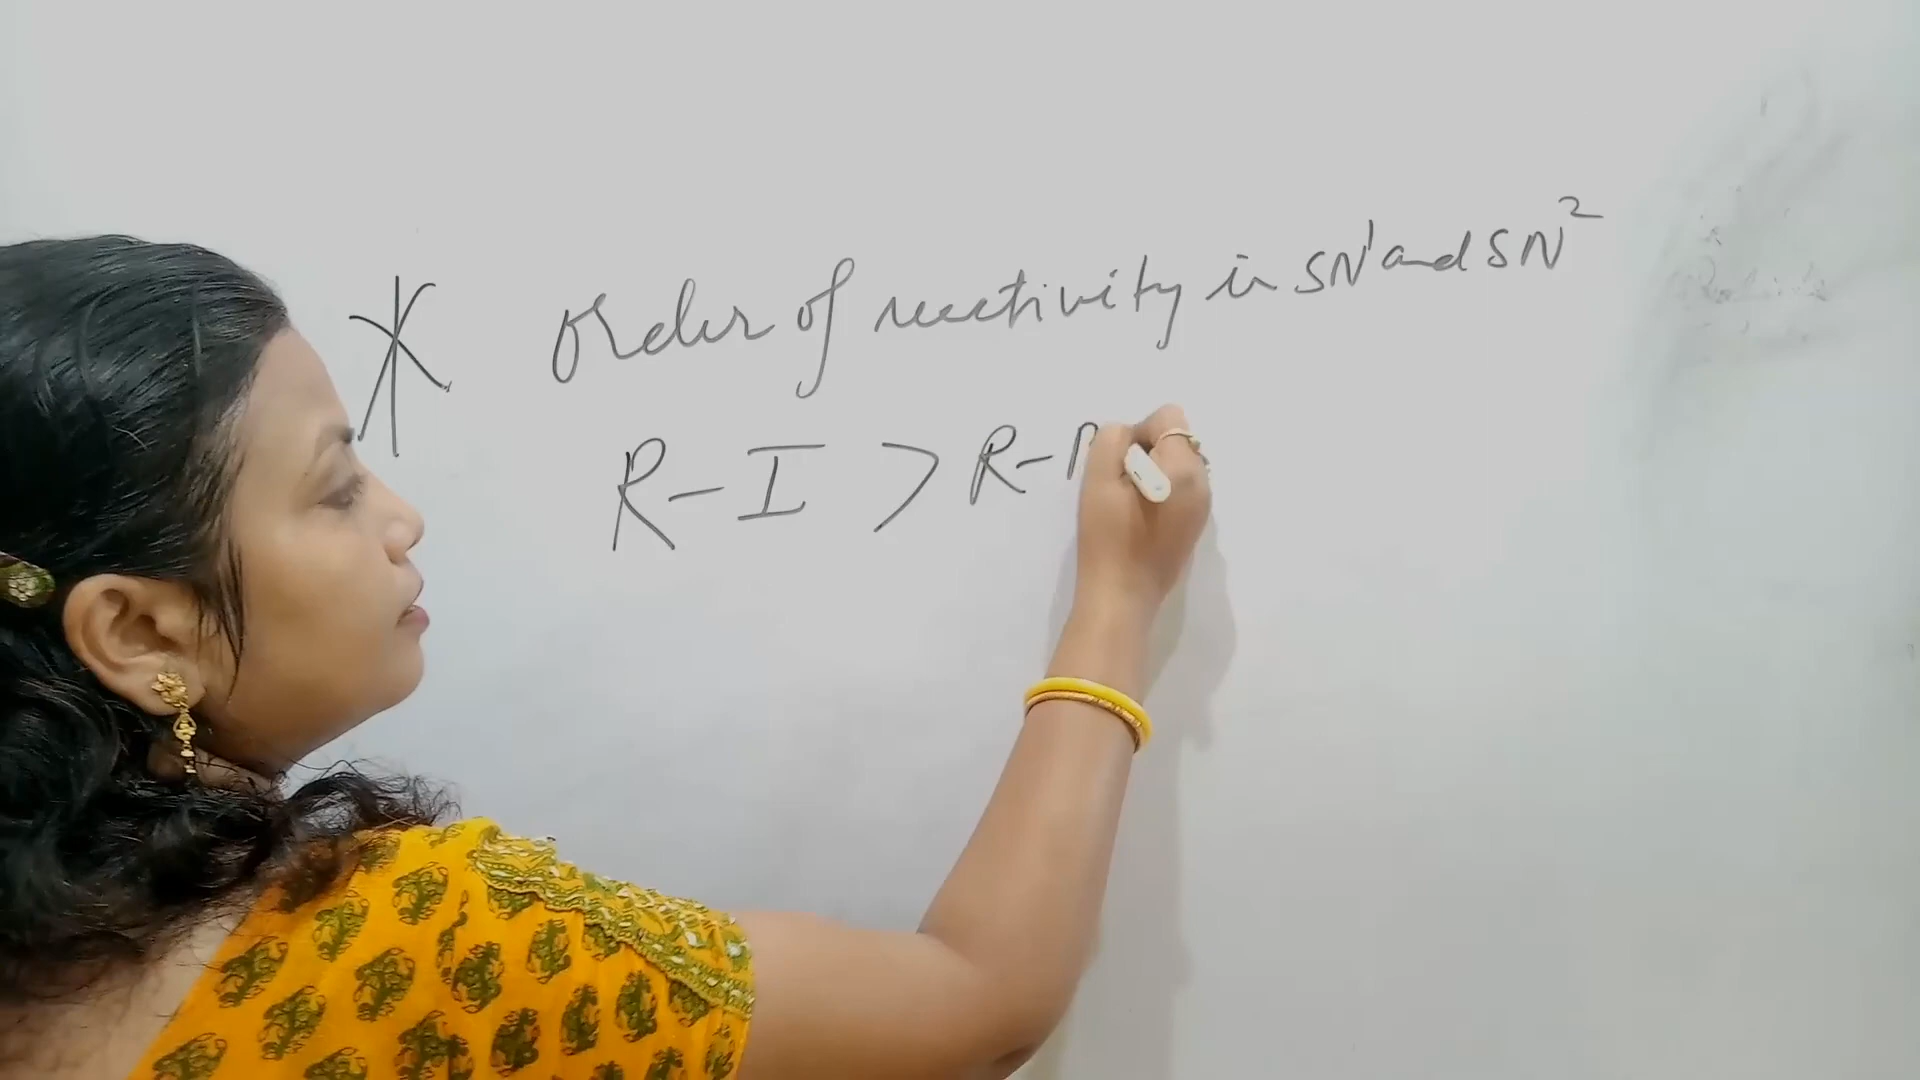 * Order of reactivity in SN¹ and SN²
R-I > R-